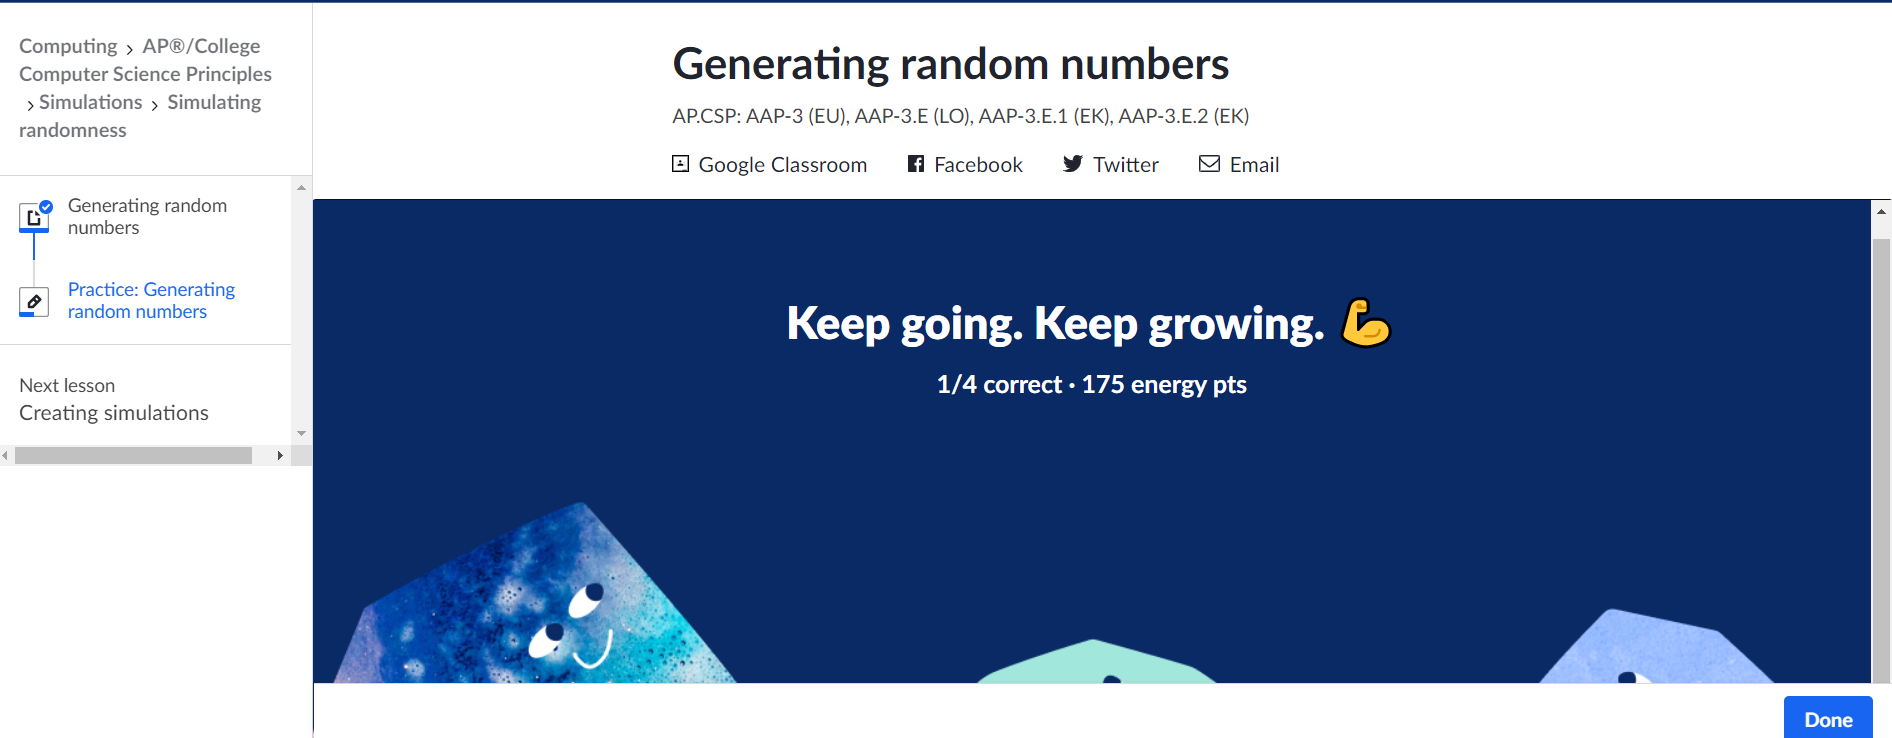 Computing › AP®/College
Computer Science Principles
› Simulations › Simulating
randomness
Generating random
numbers
Practice: Generating
random numbers
Next lesson
Creating simulations
Generating random numbers
AP.CSP: AAP-3 (EU), AAP-3.E (LO), AAP-3.E.1 (EK), AAP-3.E.2 (EK)
Google Classroom Facebook Twitter Email
Keep going. Keep growing. 💪
1/4 correct · 175 energy pts
Done